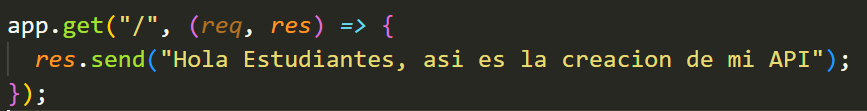 app.get("/", (req, res) => {
  res.send("Hola Estudiantes, asi es la creacion de mi API");
});